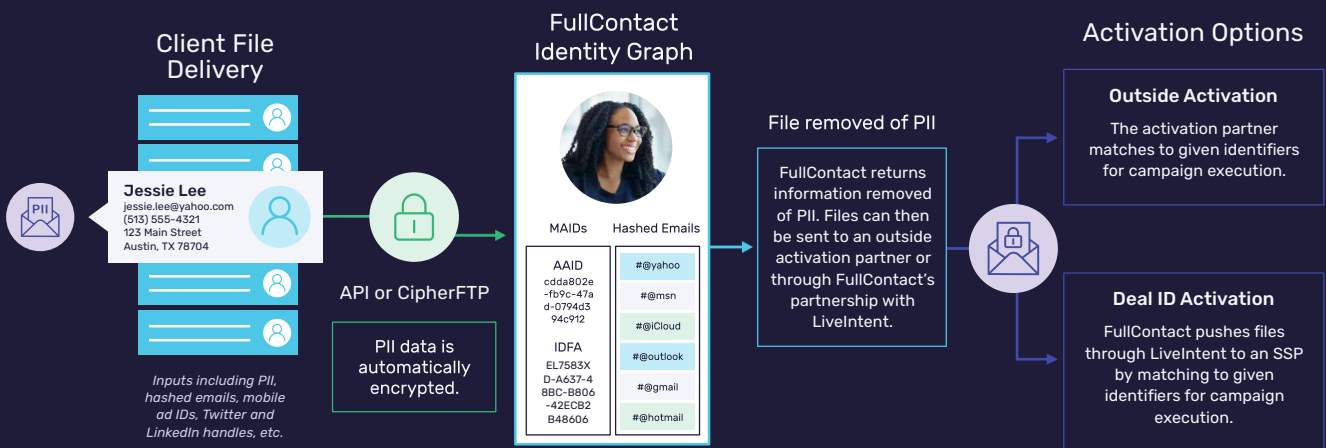 Client File
Delivery
PII
Jessie Lee
jessie.lee@yahoo.com
(513) 555-4321
123 Main Street
Austin, TX 78704
Inputs including PII,
hashed emails, mobile
ad IDs, Twitter and
LinkedIn handles, etc.
API or CipherFTP
PII data is
automatically
encrypted.
FullContact
Identity Graph
MAIDs
AAID
cdda802e
-fb9c-47a
d-0794d3
94c912
IDFA
EL7583X
D-A637-4
8BC-B806
-42ECB2
B48606
Hashed Emails
#@yahoo
#@msn
#@iCloud
#@outlook
#@gmail
#@hotmail
File removed of PII
FullContact returns
information removed
of PII. Files can then
be sent to an outside
activation partner or
through FullContact's
partnership with
LiveIntent.
Activation Options
Outside Activation
The activation partner
matches to given identifiers
for campaign execution.
Deal ID Activation
FullContact pushes files
through LiveIntent to an SSP
by matching to given
identifiers for campaign
execution.